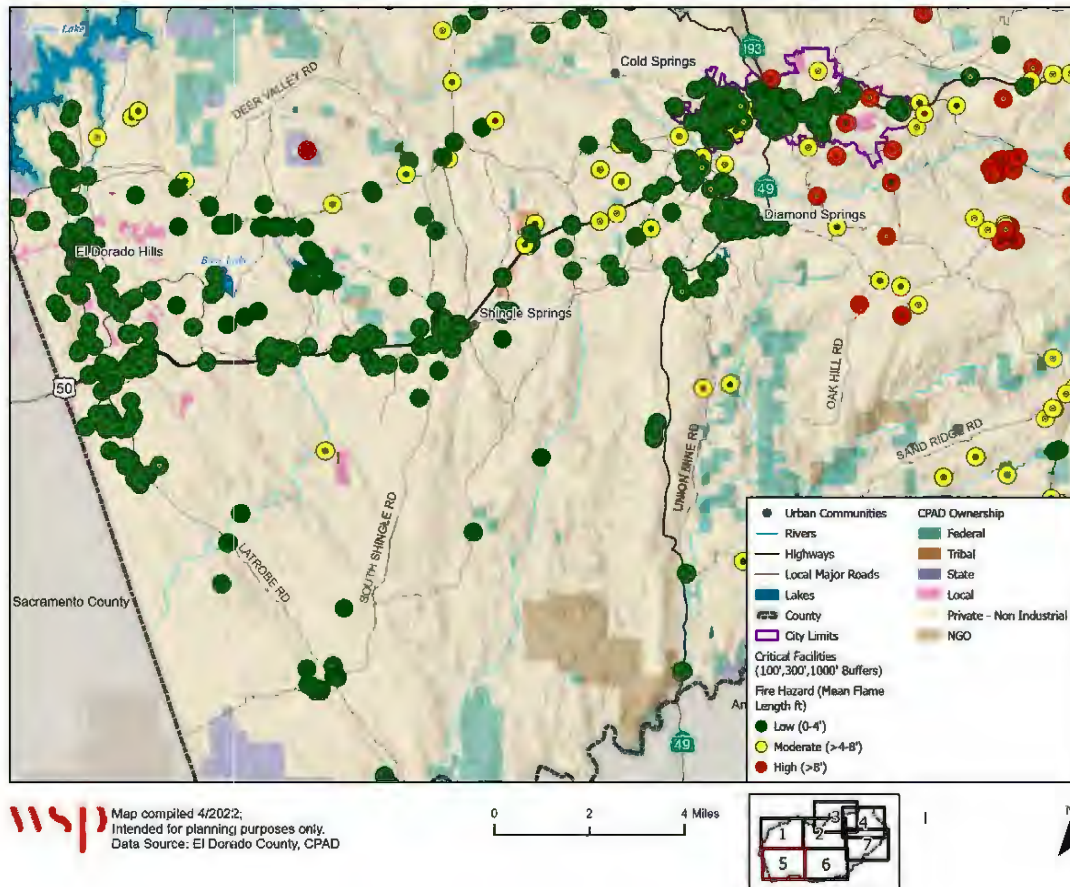 Lake
193
Cold Springs
DEER VALLEY RD
49
Diamond Springs
El Dorado Hills
Shingle Springs
50
OAK HILL RD
SAND RIDGE RD
UNION MINE RD
SOUTH SHINGLE RD
LATROBE RD
Sacramento County
49
Urban Communities
Rivers
Highways
Local Major Roads
Lakes
County
City Limits
Critical Facilities
(100',300',1000' Buffers)
Fire Hazard (Mean Flame
Length ft)
Low (0-4')
Moderate (>4-8')
High (>8')
CPAD Ownership
Federal
Tribal
State
Local
Private - Non Industrial
NGO
wsp
Map compiled 4/2022;
Intended for planning purposes only.
Data Source: El Dorado County, CPAD
0 2 4 Miles
1 2 3 4
5 6 7